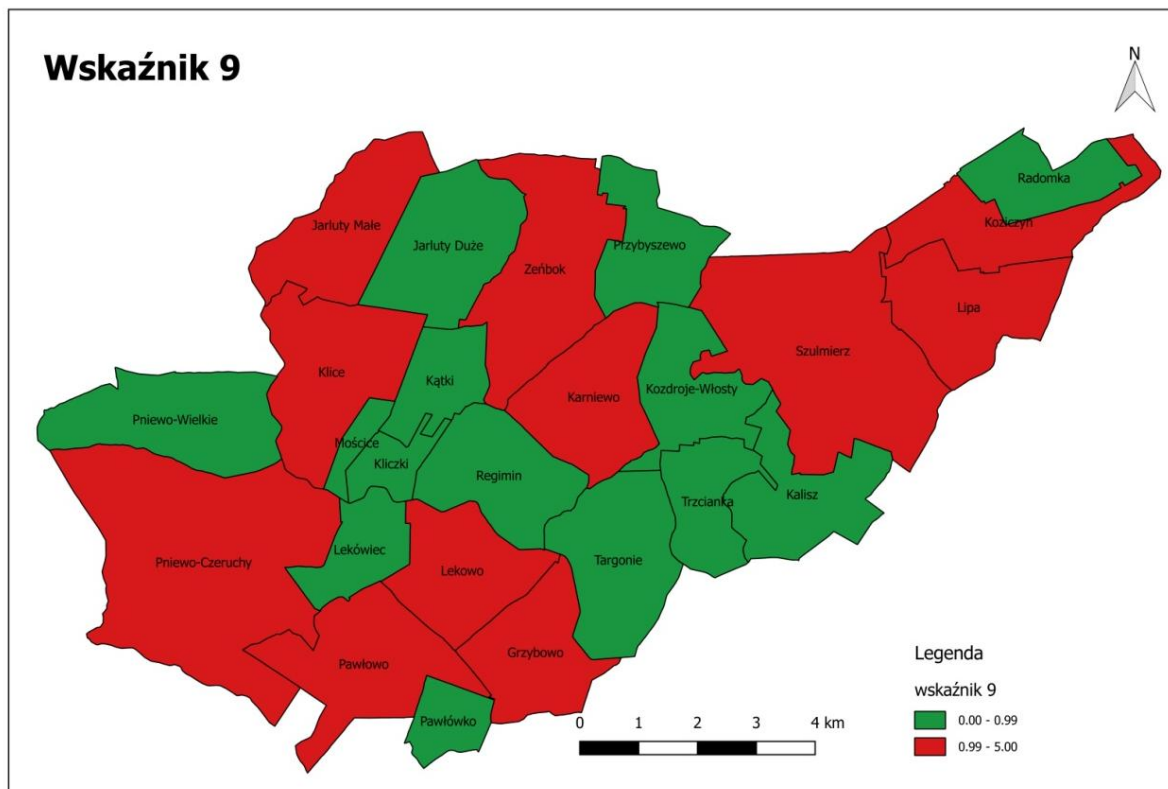 Wskaźnik 9
N
Radomka
Koziczyn
Jarluty Małe
Jarluty Duże
Przybyszewo
Zeńbok
Lipa
Szulmierz
Klice
Kątki
Kozdroje-Włosty
Karniewo
Pniewo-Wielkie
Mościce
Kliczki
Regimin
Kalisz
Trzcianka
Lekówiec
Pniewo-Czeruchy
Lekowo
Targonie
Grzybowo
Pawłowo
Pawłówko
Legenda
wskaźnik 9
0.00 - 0.99
0.99 - 5.00
0 1 2 3 4 km